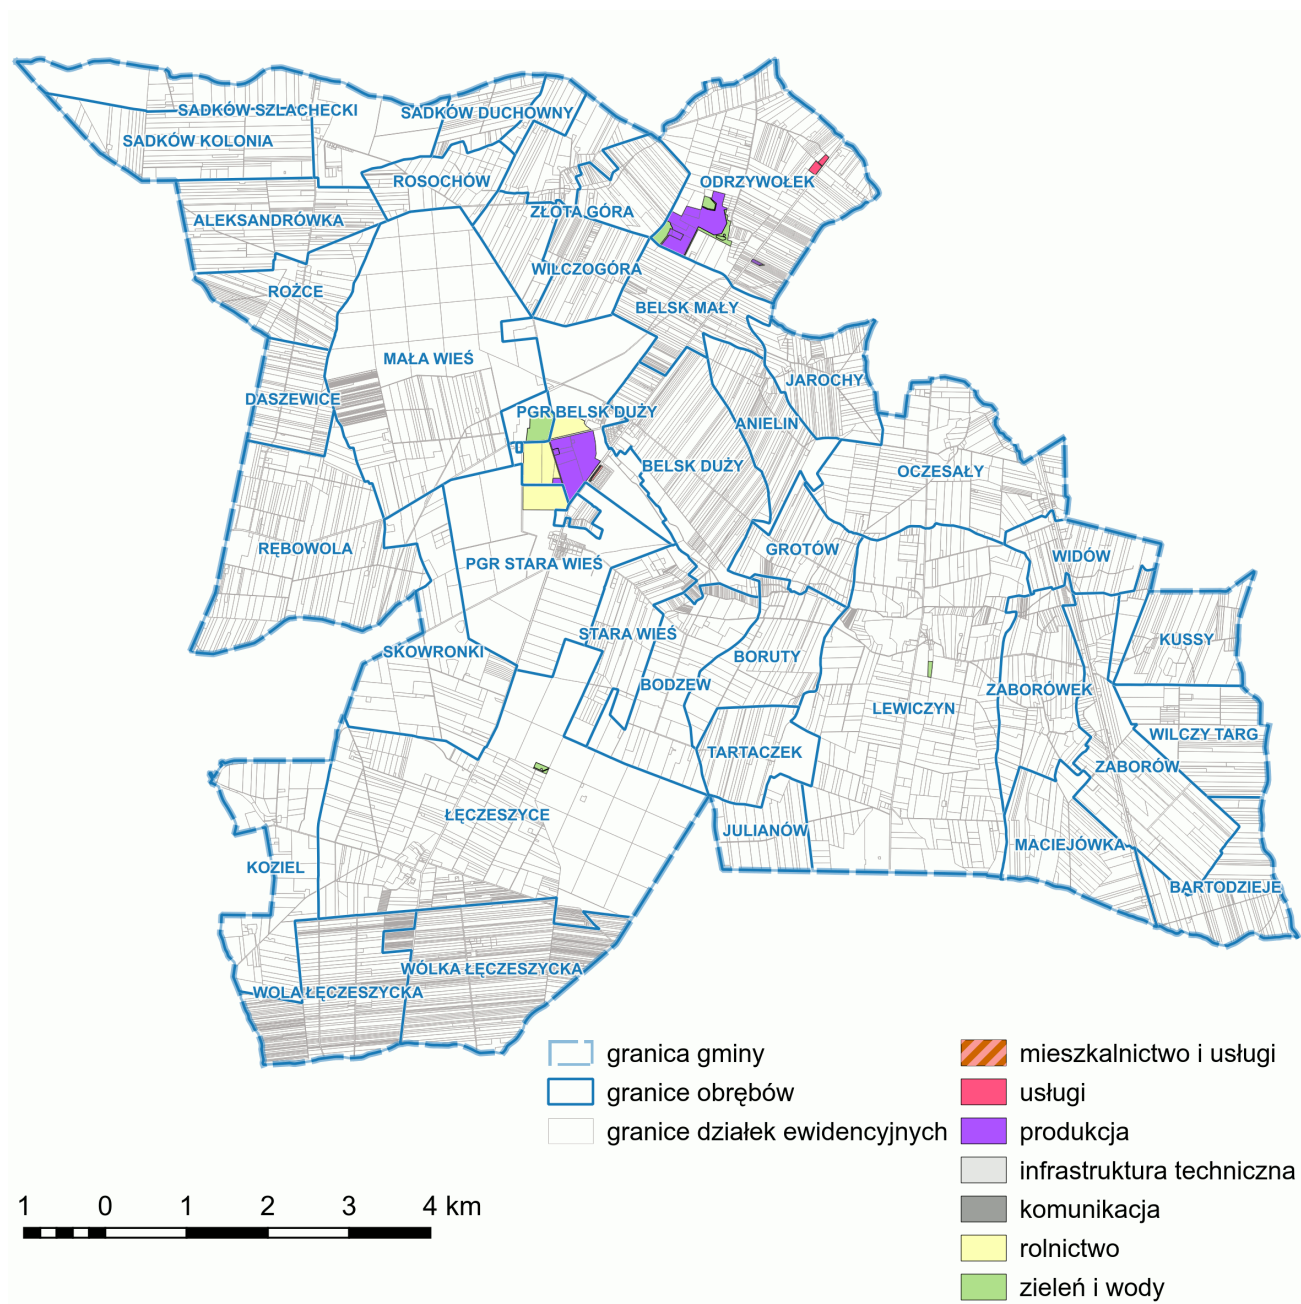 SADKÓW SZLACHECKI
SADKÓW DUCHOWNY
SADKÓW KOLONIA
ROSOCHÓW
ODRZYWOŁEK
ZŁOTA GÓRA
ALEKSANDRÓWKA
WILCZOGÓRA
ROŻCE
BELSK MAŁY
MAŁA WIEŚ
JAROCHY
DASZEWICE
PGR BELSK DUŻY
ANIELIN
BELSK DUŻY
OCZESAŁY
RĘBOWOLA
GROTÓW
WIDÓW
PGR STARA WIEŚ
STARA WIEŚ
KUSSY
SKOWRONKI
BORUTY
BODZEW
ZABORÓWEK
LEWICZYN
WILCZY TARG
TARTACZEK
ZABORÓW
ŁĘCZESZYCE
JULIANÓW
MACIEJÓWKA
KOZIEL
BARTODZIEJE
WÓLKA ŁĘCZESZYCKA
WOLA ŁĘCZESZYCKA
granica gminy
granice obrębów
granice działek ewidencyjnych
mieszkalnictwo i usługi
usługi
produkcja
infrastruktura techniczna
komunikacja
rolnictwo
zieleń i wody
1 0 1 2 3 4 km